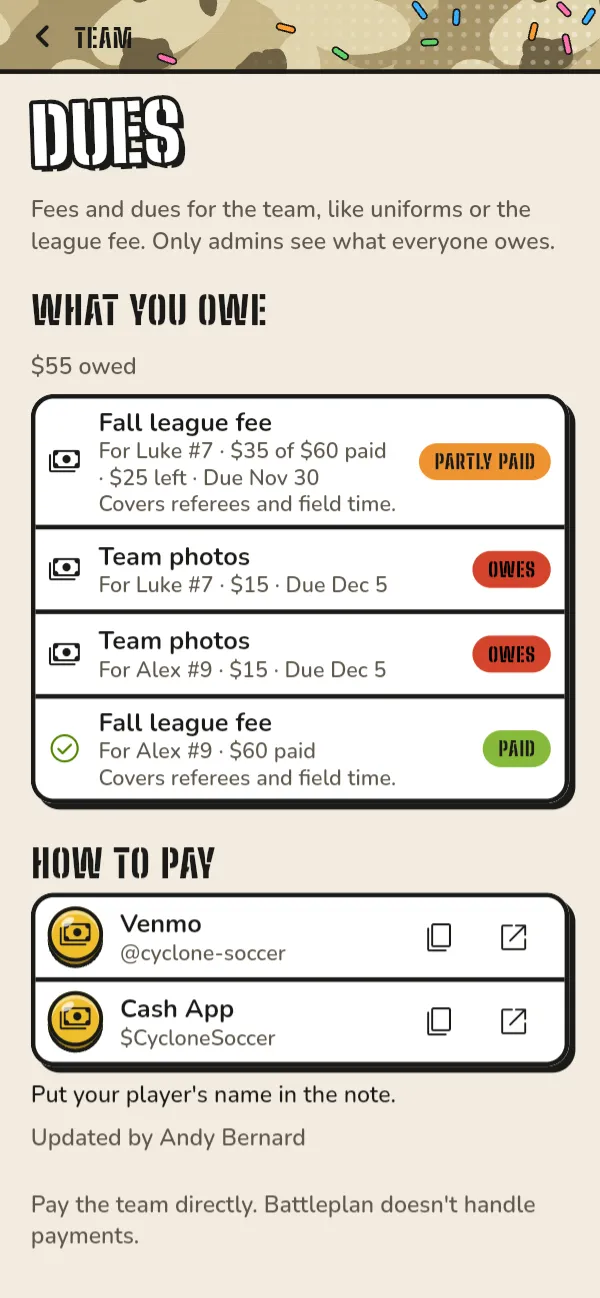 TEAM
DUES
Fees and dues for the team, like uniforms or the
league fee. Only admins see what everyone owes.
WHAT YOU OWE
$55 owed
Fall league fee
For Luke #7 · $35 of $60 paid
· $25 left · Due Nov 30
Covers referees and field time.
PARTLY PAID
Team photos
For Luke #7 · $15 · Due Dec 5
OWES
Team photos
For Alex #9 · $15 · Due Dec 5
OWES
Fall league fee
For Alex #9 · $60 paid
Covers referees and field time.
PAID
HOW TO PAY
Venmo
@cyclone-soccer
Cash App
$CycloneSoccer
Put your player's name in the note.
Updated by Andy Bernard
Pay the team directly. Battleplan doesn't handle
payments.